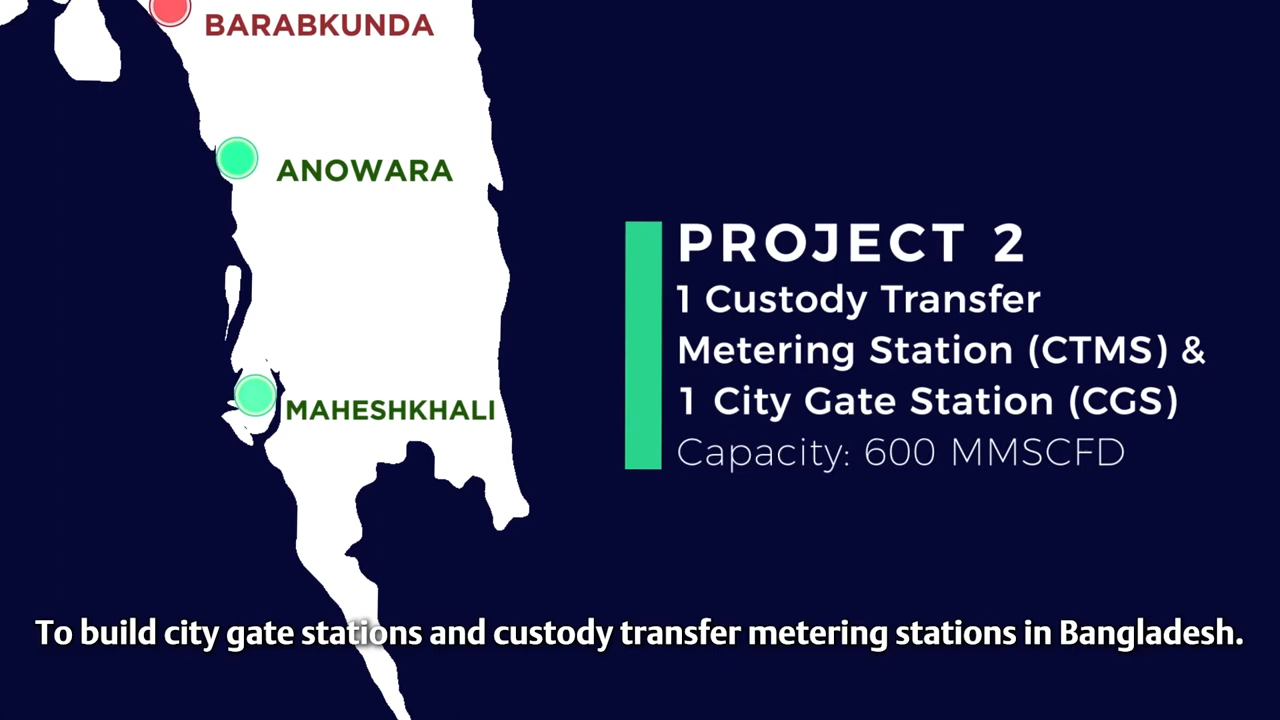 BARABKUNDA
ANOWARA
MAHESHKHALI
PROJECT 2
1 Custody Transfer
Metering Station (CTMS) &
1 City Gate Station (CGS)
Capacity: 600 MMSCFD
To build city gate stations and custody transfer metering stations in Bangladesh.